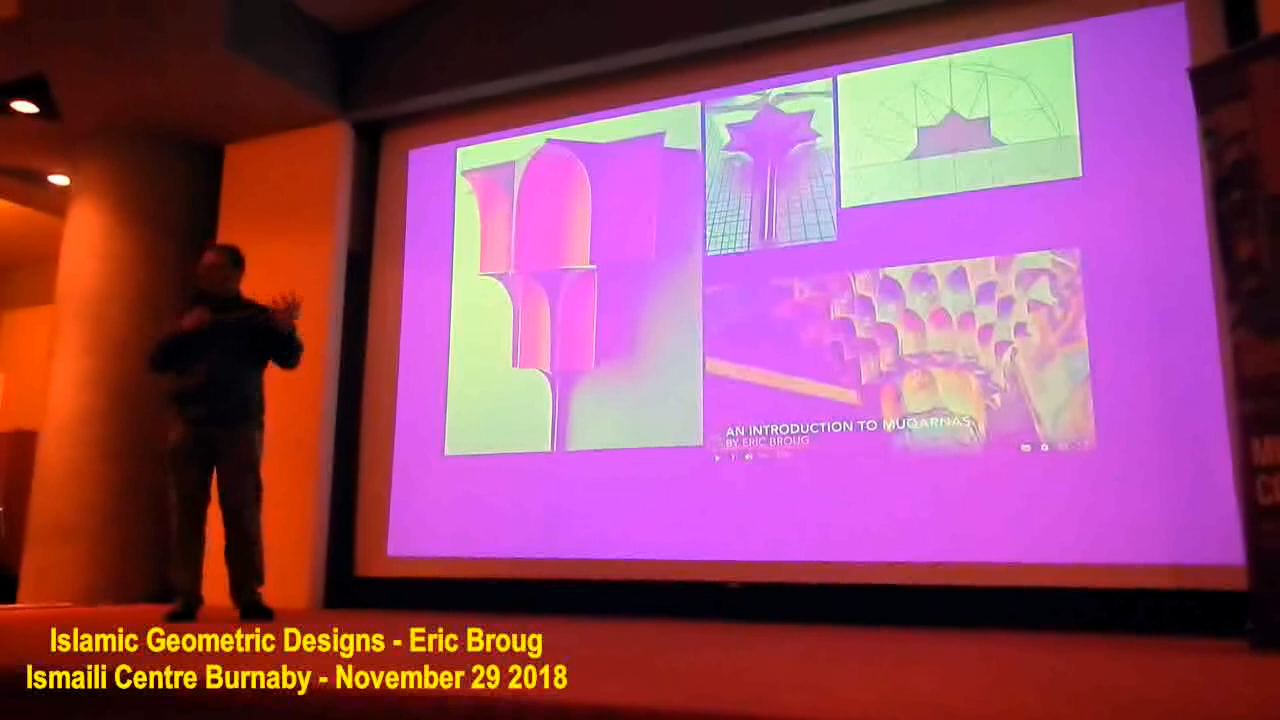 AN INTRODUCTION TO MUQARNAS
BY ERIC BROUG
Islamic Geometric Designs - Eric Broug
Ismaili Centre Burnaby - November 29 2018